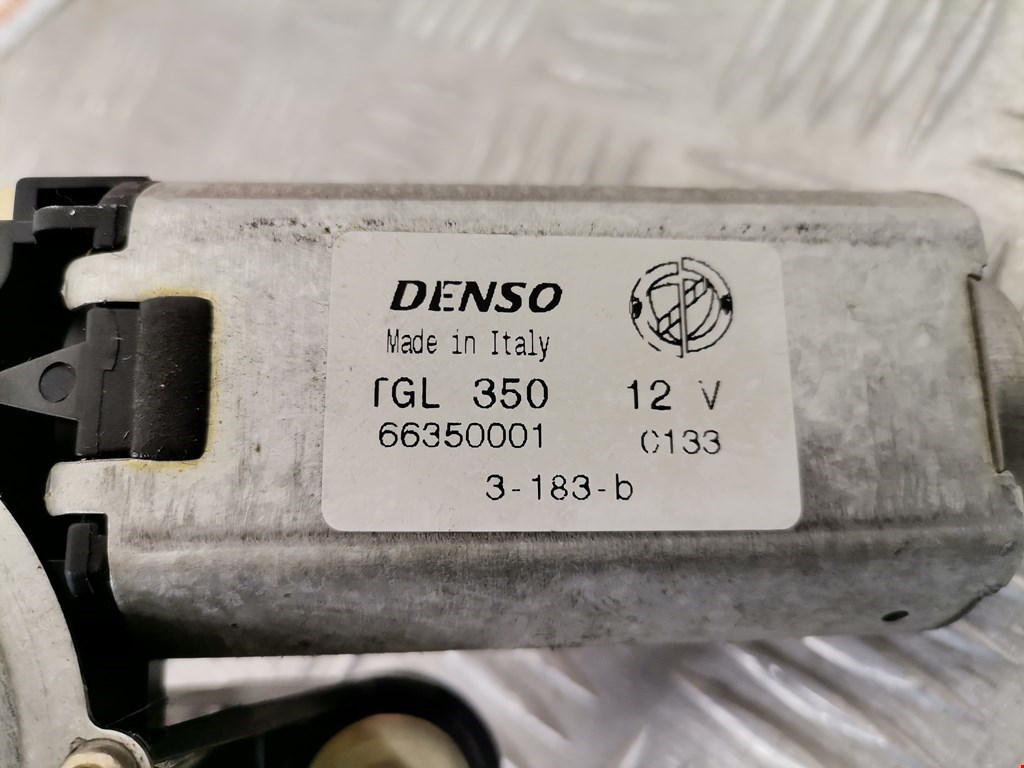 DENSO
Made in Italy
TGL 350 12 V
66350001 C133
3-183-b